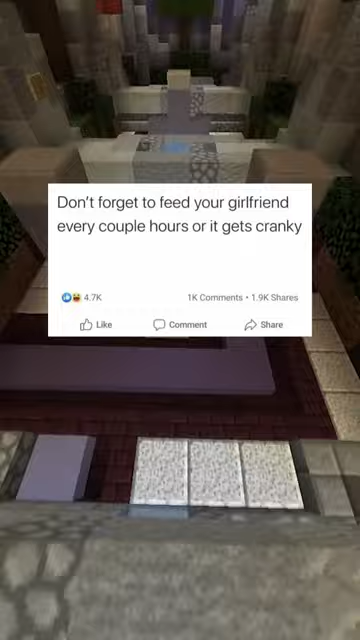 Don't forget to feed your girlfriend
every couple hours or it gets cranky
4.7K 1K Comments • 1.9K Shares
Like Comment Share